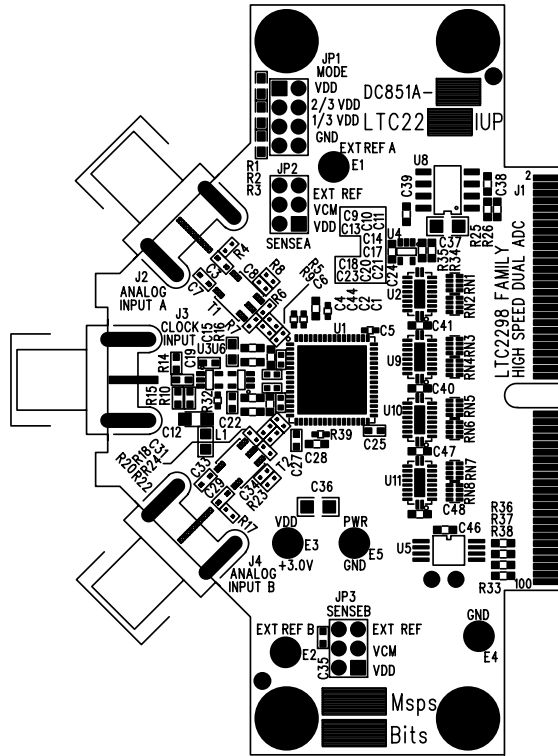 JP1
MODE
VDD
2/3 VDD
1/3 VDD
GND
R1
R2
R3
DC851A-
LTC22 IUP
EXT REF A
E1
JP2
EXT REF
VCM
VDD
SENSEA
U8
C39
C38
J1
2
C37
R25
R26
C9
C10
C11
C13
C14
C17
C18
C21
C23
C24
U4
R35
R34
R4
C3
C8
R8
R5
R9
C6
C7
T1
R6
C4
C44
C2
C1
J2
ANALOG
INPUT A
J3
CLOCK
INPUT
C15
R16
C19
R14
U3
U6
U1
C5
U2
RN1
RN2
C41
U9
RN3
RN4
C40
U10
RN5
RN6
C47
U11
RN7
RN8
C48
LTC2298 FAMILY
HIGH SPEED DUAL ADC
R15
R10
R32
C12
C22
L1
R39
C28
C27
C25
R18
C31
R20
R24
R22
C33
C29
C34
R23
T2
R17
C36
VDD
E3
+3.0V
PWR
E5
GND
J4
ANALOG
INPUT B
U5
C46
R36
R37
R38
R33
100
GND
E4
JP3
SENSEB
EXT REF B
E2
C35
EXT REF
VCM
VDD
Msps
Bits